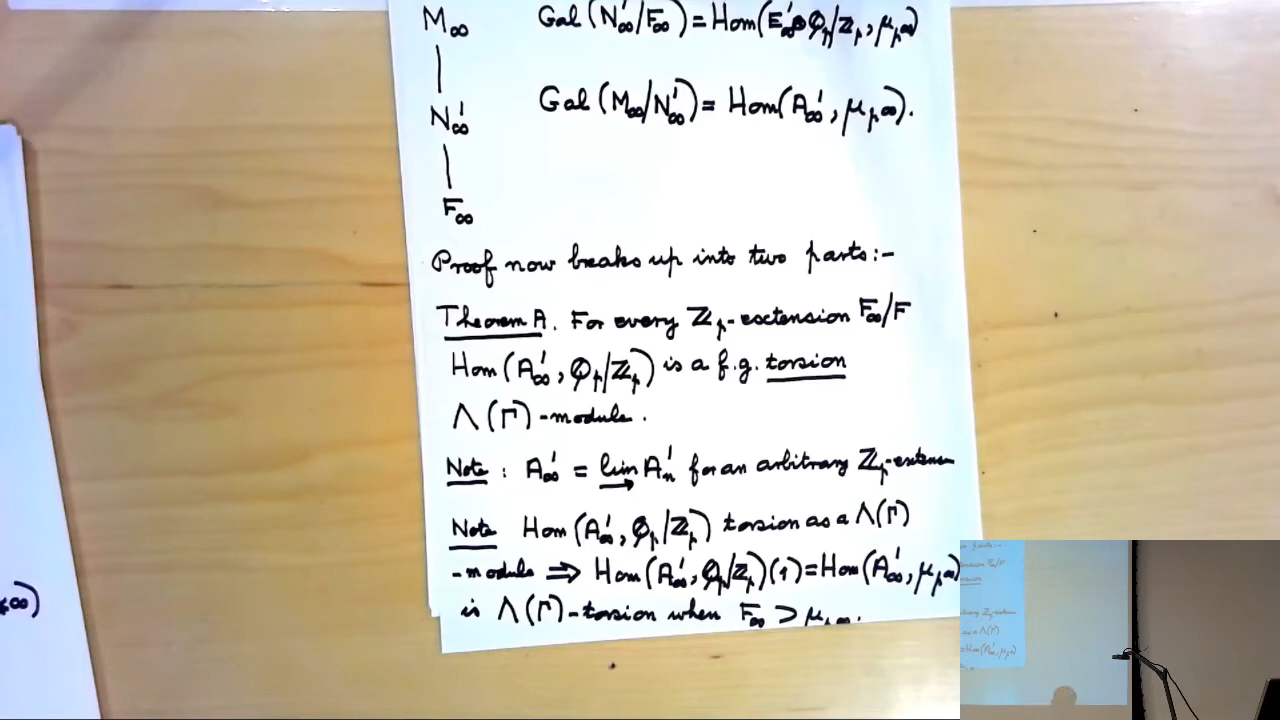 M∞ Gal(N'∞/F∞) = Hom(E'∞⊗ℚp/ℤp, μp∞)
N'∞ Gal(M∞/N'∞) = Hom(A'∞, μp∞).
F∞
Proof now breaks up into two parts:-
Theorem A. For every ℤp-extension F∞/F
Hom(A'∞, ℚp/ℤp) is a f.g. torsion
Λ(Γ)-module.
Note: A'∞ = lim→ A'n for an arbitrary ℤp-extension
Note Hom(A'∞, ℚp/ℤp) torsion as a Λ(Γ)
-module ⟹ Hom(A'∞, ℚp/ℤp)(1) = Hom(A'∞, μp∞)
is Λ(Γ)-torsion when F∞ ⊃ μp∞.
∞)